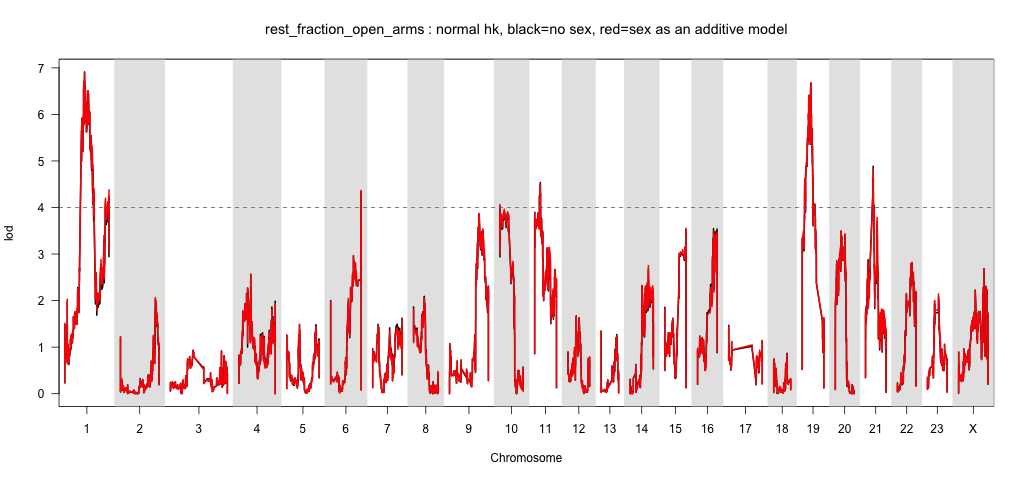 rest_fraction_open_arms : normal hk, black=no sex, red=sex as an additive model
7
6
5
4
3
2
1
0
lod
1 2 3 4 5 6 7 8 9 10 11 12 13 14 15 16 17 18 19 20 21 22 23 X
Chromosome